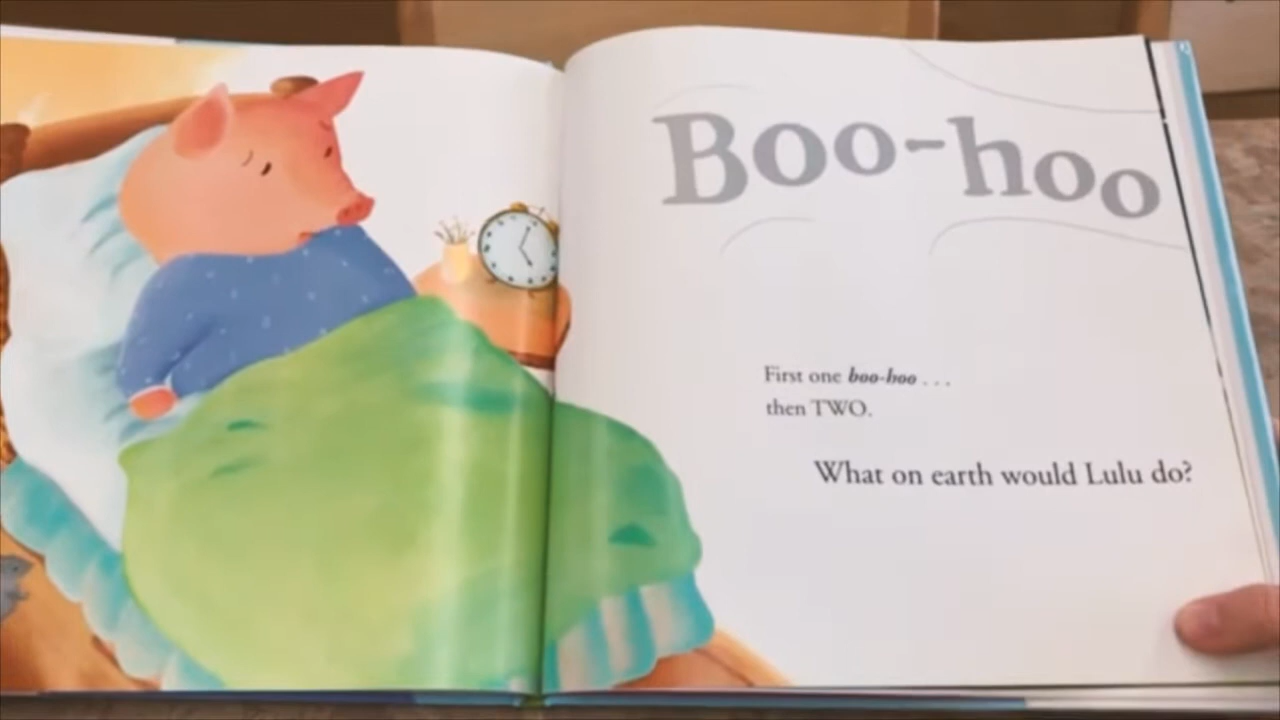 Boo-hoo
First one boo-hoo . . .
then TWO.
What on earth would Lulu do?